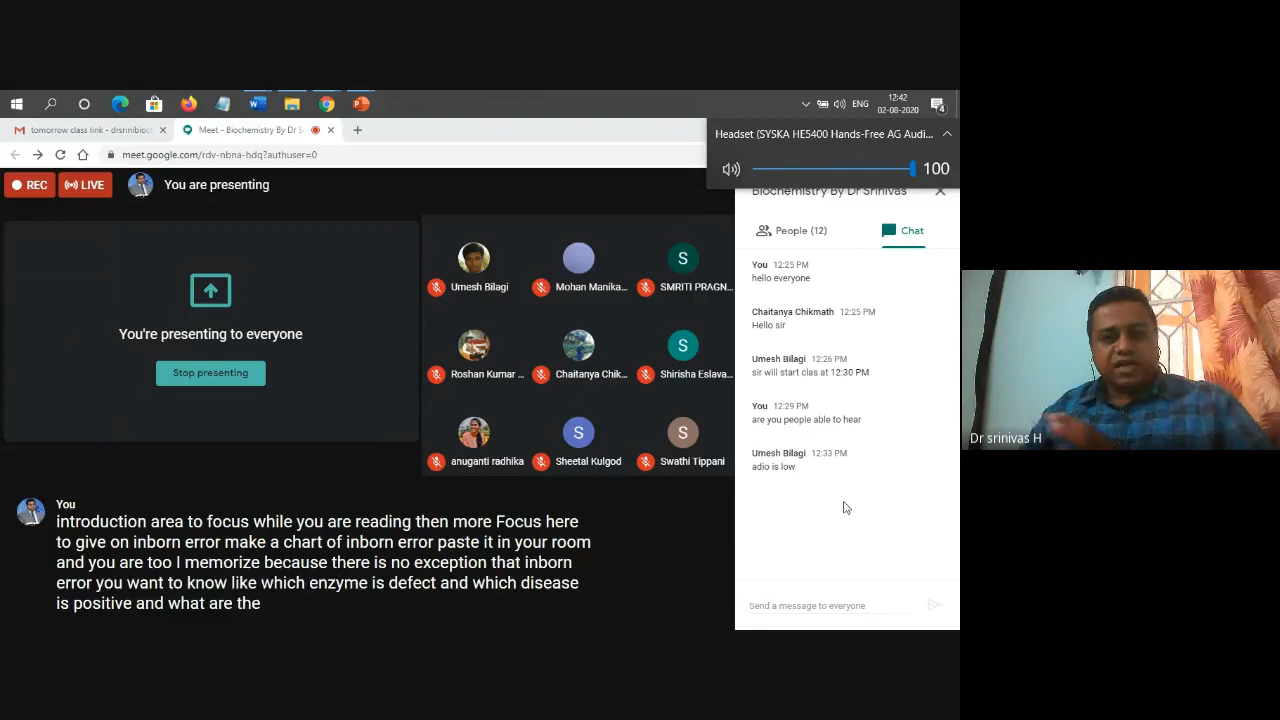 12:42
ENG
02-08-2020
4
tomorrow class link - drsrinibioc
Meet - Biochemistry By Dr S
meet.google.com/rdv-nbna-hdq?authuser=0
Headset (SYSKA HE5400 Hands-Free AG Audi...
100
REC
LIVE
You are presenting
Biochemistry By Dr Srinivas
People (12)
Chat
You're presenting to everyone
Stop presenting
Umesh Bilagi
Mohan Manika...
S
SMRITI PRAGN...
Roshan Kumar ...
Chaitanya Chik...
S
Shirisha Eslava...
anuganti radhika
S
Sheetal Kulgod
S
Swathi Tippani
You 12:25 PM
hello everyone
Chaitanya Chikmath 12:25 PM
Hello sir
Umesh Bilagi 12:26 PM
sir will start clas at 12:30 PM
You 12:29 PM
are you people able to hear
Umesh Bilagi 12:33 PM
adio is low
Send a message to everyone
You
introduction area to focus while you are reading then more Focus here
to give on inborn error make a chart of inborn error paste it in your room
and you are too I memorize because there is no exception that inborn
error you want to know like which enzyme is defect and which disease
is positive and what are the
Dr srinivas H